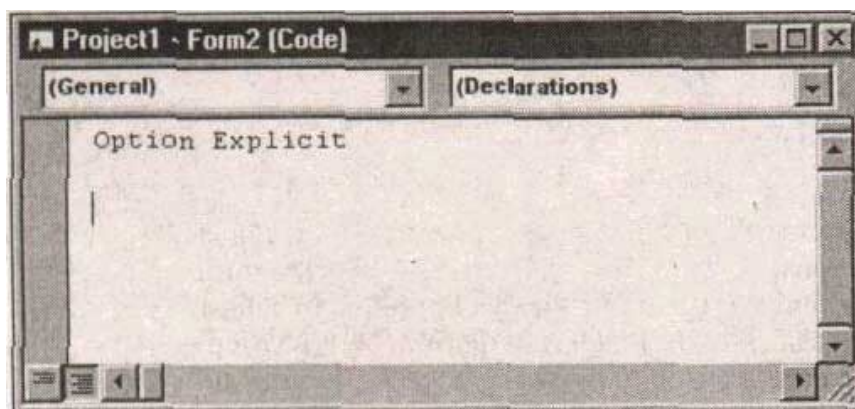 Project1 - Form2 (Code)
(General) (Declarations)
Option Explicit